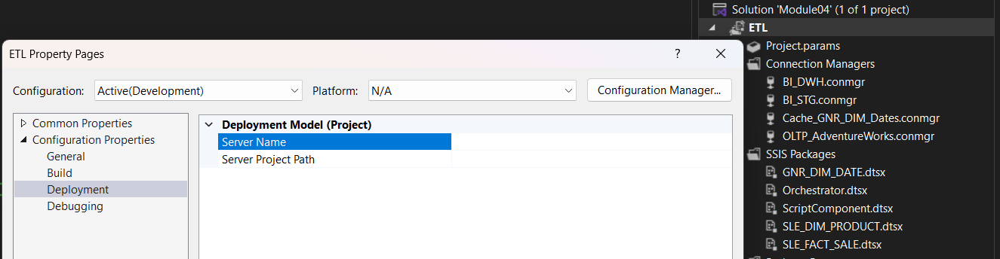 ETL Property Pages
?
Configuration:
Active(Development)
Platform:
N/A
Configuration Manager...
Common Properties
Configuration Properties
General
Build
Deployment
Debugging
Deployment Model (Project)
Server Name
Server Project Path
Solution 'Module04' (1 of 1 project)
ETL
Project.params
Connection Managers
BI_DWH.conmgr
BI_STG.conmgr
Cache_GNR_DIM_Dates.conmgr
OLTP_AdventureWorks.conmgr
SSIS Packages
GNR_DIM_DATE.dtsx
Orchestrator.dtsx
ScriptComponent.dtsx
SLE_DIM_PRODUCT.dtsx
SLE_FACT_SALE.dtsx